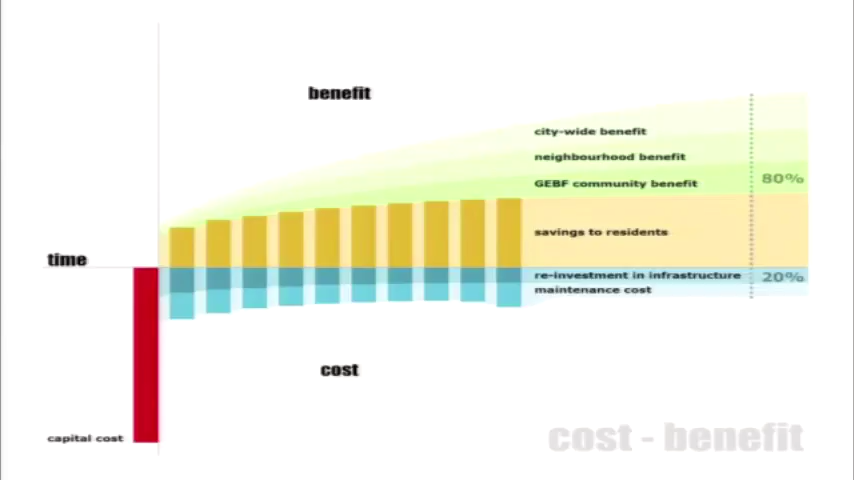 benefit
city-wide benefit
neighbourhood benefit
GEBF community benefit
80%
savings to residents
time
re-investment in infrastructure
20%
maintenance cost
cost
capital cost
cost - benefit